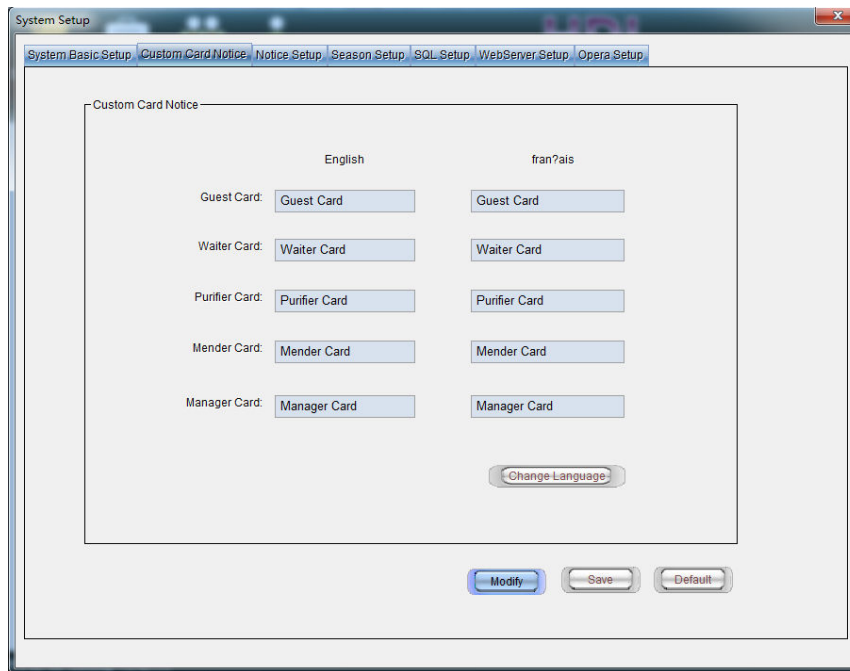 System Setup
System Basic Setup Custom Card Notice Notice Setup Season Setup SQL Setup WebServer Setup Opera Setup
Custom Card Notice
English fran?ais
Guest Card: Guest Card Guest Card
Waiter Card: Waiter Card Waiter Card
Purifier Card: Purifier Card Purifier Card
Mender Card: Mender Card Mender Card
Manager Card: Manager Card Manager Card
Change Language
Modify Save Default